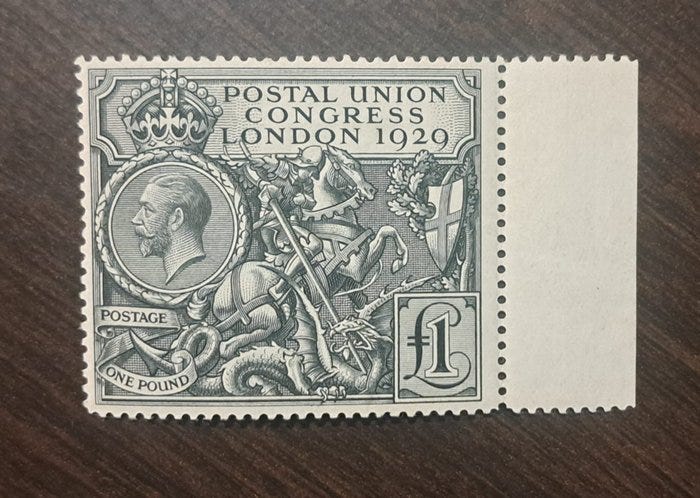 POSTAL UNION
CONGRESS
LONDON 1929
POSTAGE
ONE POUND
£1